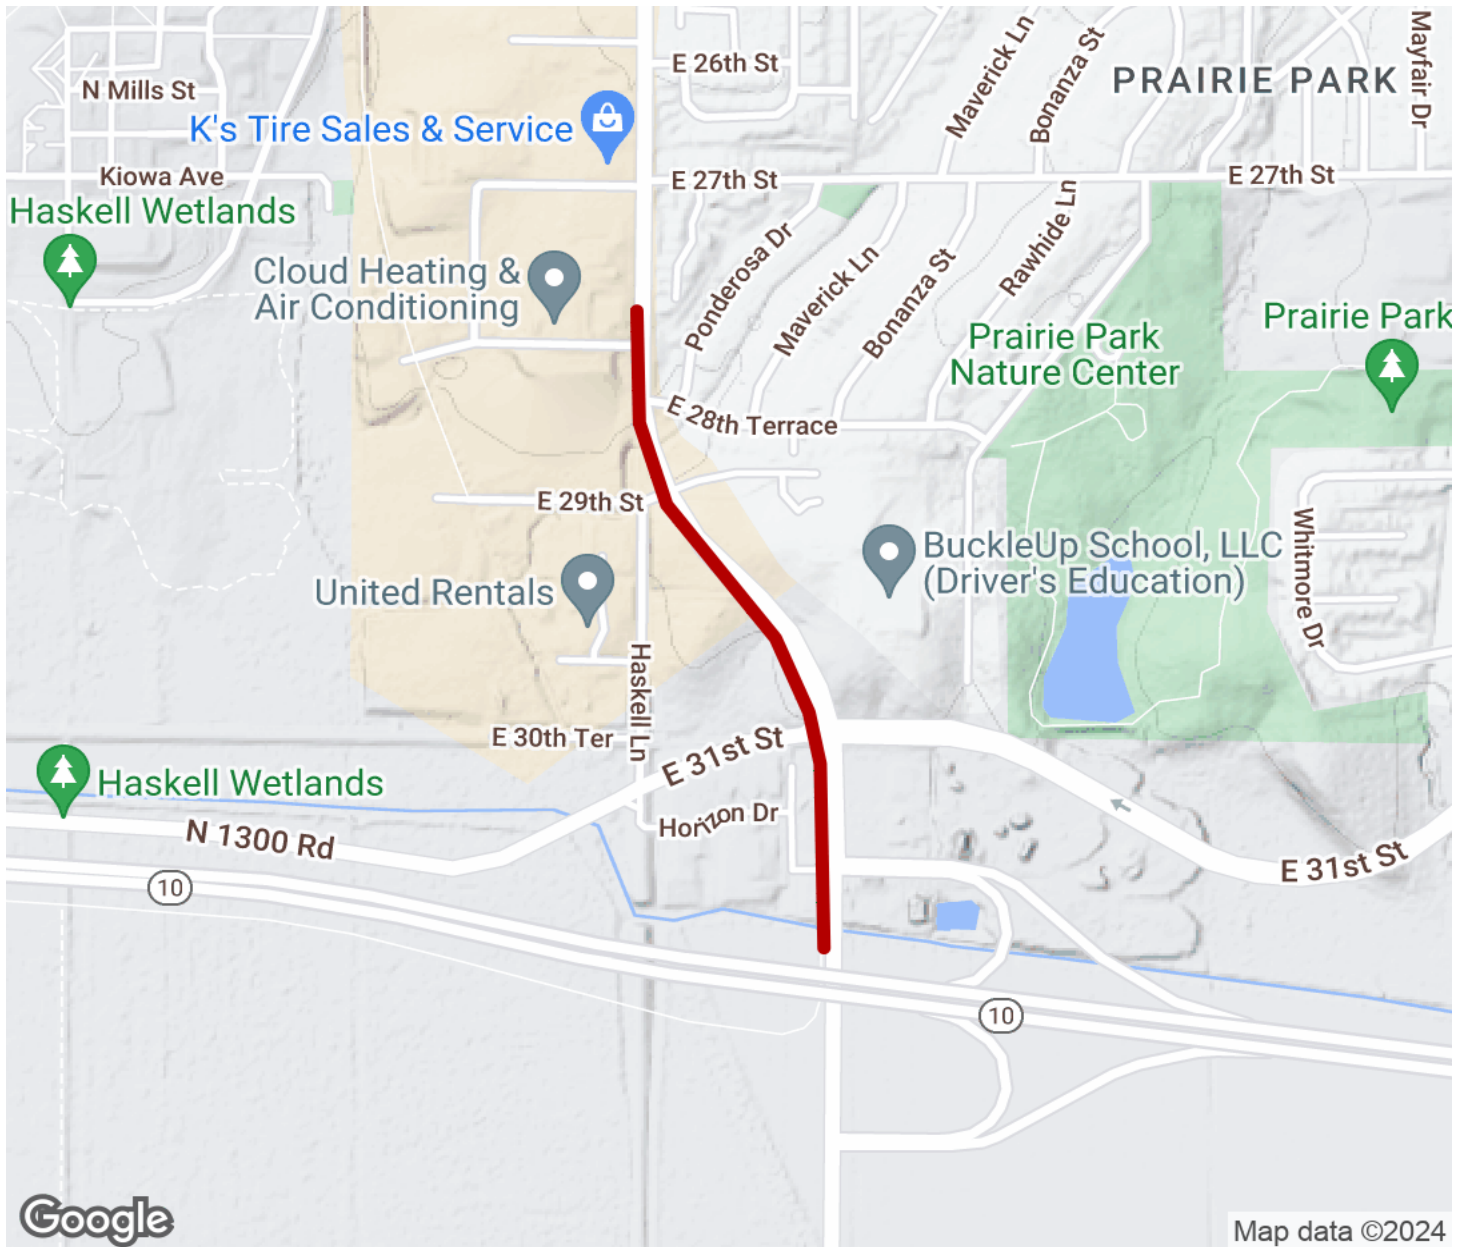 Mayfair Dr
Maverick Ln
Bonanza St
E 26th St
PRAIRIE PARK
N Mills St
K's Tire Sales & Service
Kiowa Ave
E 27th St
E 27th St
Haskell Wetlands
Rawhide Ln
Ponderosa Dr
Maverick Ln
Bonanza St
Cloud Heating &
Air Conditioning
Prairie Park
Prairie Park
Nature Center
E 28th Terrace
E 29th St
Whitmore Dr
BuckleUp School, LLC
(Driver's Education)
United Rentals
Haskell Ln
E 30th Ter
E 31st St
Haskell Wetlands
Horizon Dr
N 1300 Rd
E 31st St
10
10
Google
Map data ©2024